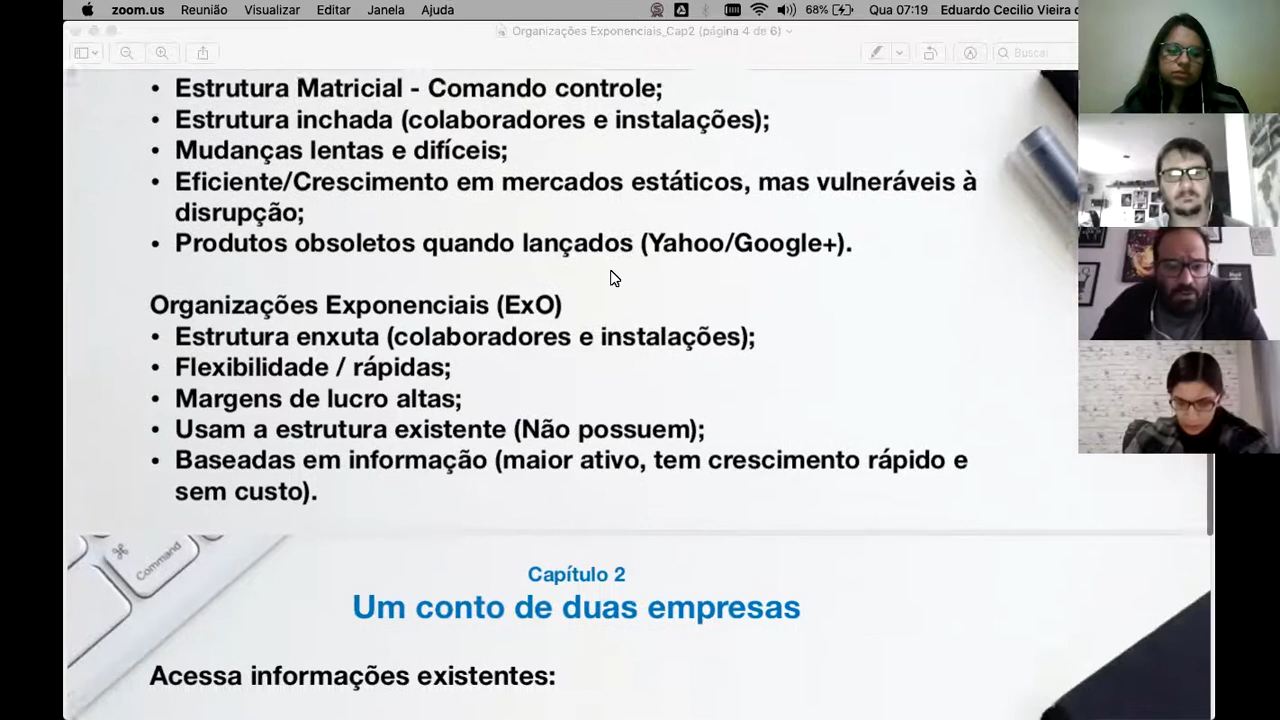 zoom.us Reunião Visualizar Editar Janela Ajuda 68% Qua 07:19 Eduardo Cecilio Vieira
Organizações Exponenciais_Cap2 (página 4 de 6)
Buscar
• Estrutura Matricial - Comando controle;
• Estrutura inchada (colaboradores e instalações);
• Mudanças lentas e difíceis;
• Eficiente/Crescimento em mercados estáticos, mas vulneráveis à
disrupção;
• Produtos obsoletos quando lançados (Yahoo/Google+).
Organizações Exponenciais (ExO)
• Estrutura enxuta (colaboradores e instalações);
• Flexibilidade / rápidas;
• Margens de lucro altas;
• Usam a estrutura existente (Não possuem);
• Baseadas em informação (maior ativo, tem crescimento rápido e
sem custo).
⌘
Command
Capítulo 2
Um conto de duas empresas
Acessa informações existentes: